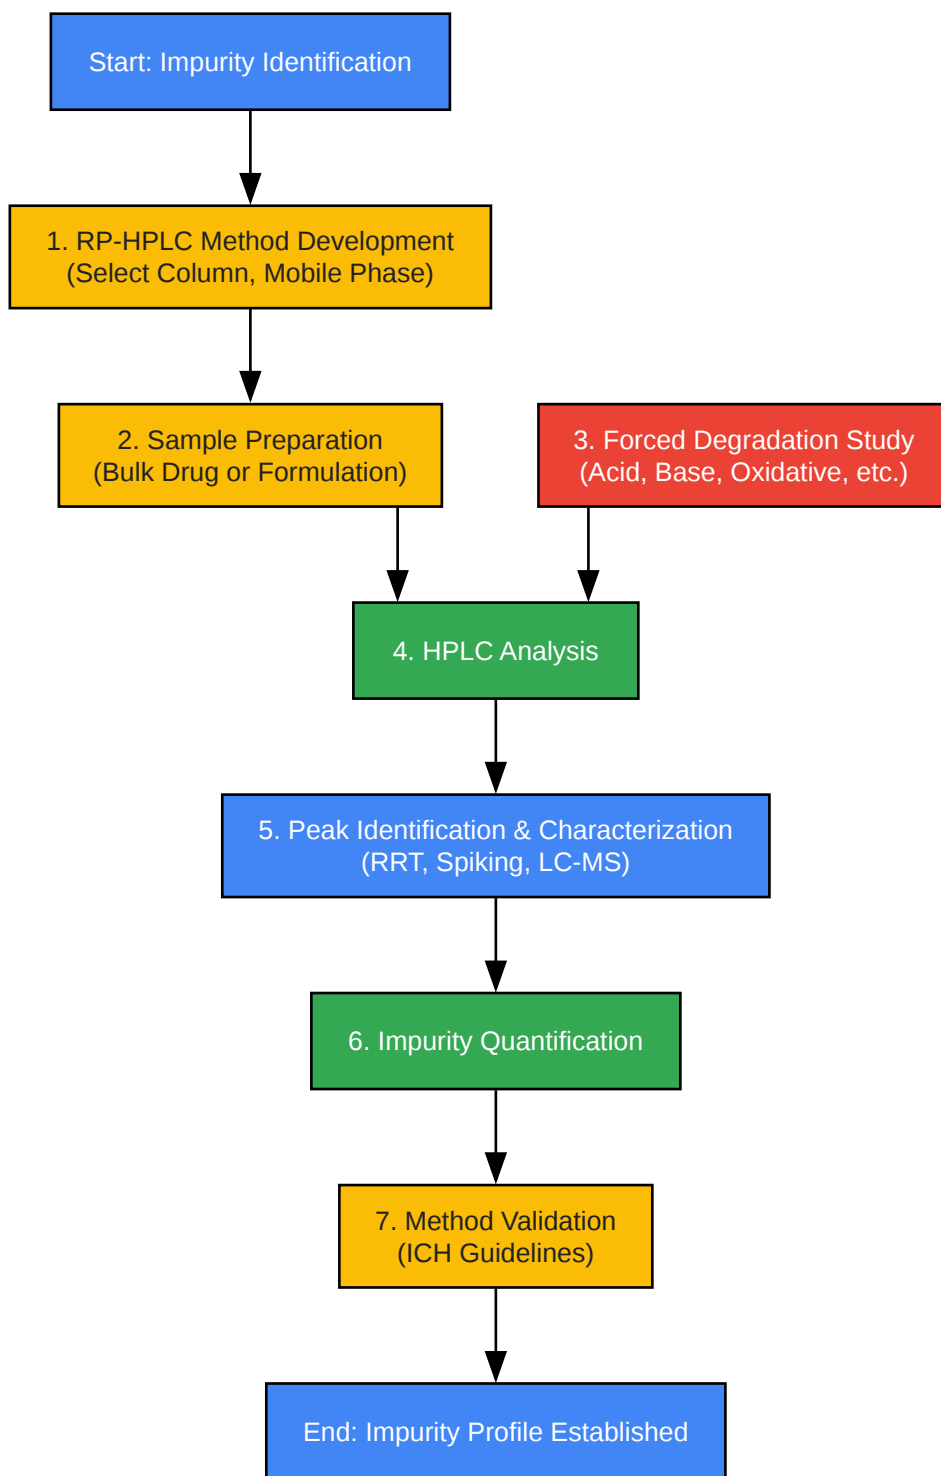 Start: Impurity Identification
1. RP-HPLC Method Development
(Select Column, Mobile Phase)
2. Sample Preparation
(Bulk Drug or Formulation)
3. Forced Degradation Study
(Acid, Base, Oxidative, etc.)
4. HPLC Analysis
5. Peak Identification & Characterization
(RRT, Spiking, LC-MS)
6. Impurity Quantification
7. Method Validation
(ICH Guidelines)
End: Impurity Profile Established